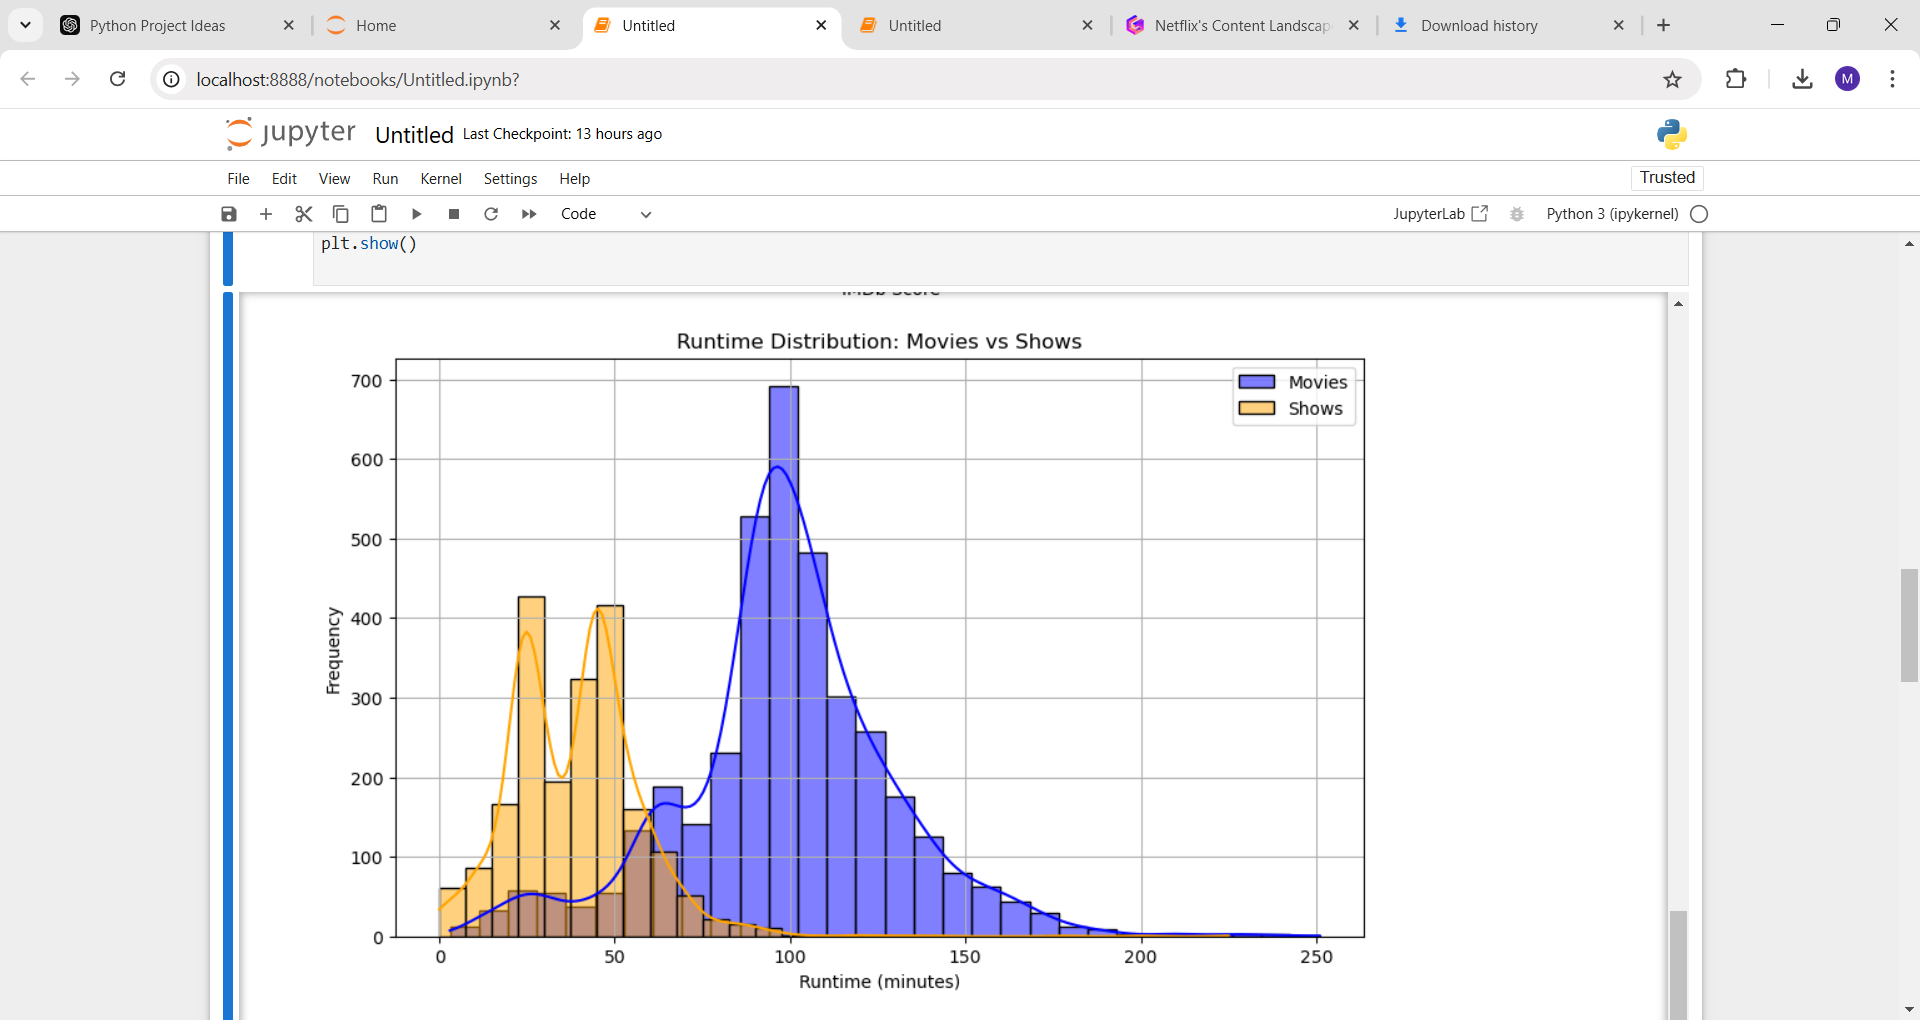 Python Project Ideas
Home
Untitled
Untitled
Netflix's Content Landscap
Download history
localhost:8888/notebooks/Untitled.ipynb?
M
jupyter Untitled Last Checkpoint: 13 hours ago
File Edit View Run Kernel Settings Help
Trusted
Code
JupyterLab
Python 3 (ipykernel)
plt.show()
IMDb Score
Runtime Distribution: Movies vs Shows
Movies
Shows
700
600
500
400
300
200
100
0
Frequency
0 50 100 150 200 250
Runtime (minutes)